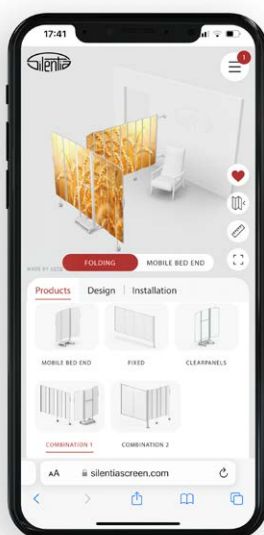 17:41
Silentia
1
FOLDING
MOBILE BED END
Products
Design
Installation
MOBILE BED END
FIXED
CLEARPANELS
COMBINATION 1
COMBINATION 2
AA
silentiascreen.com